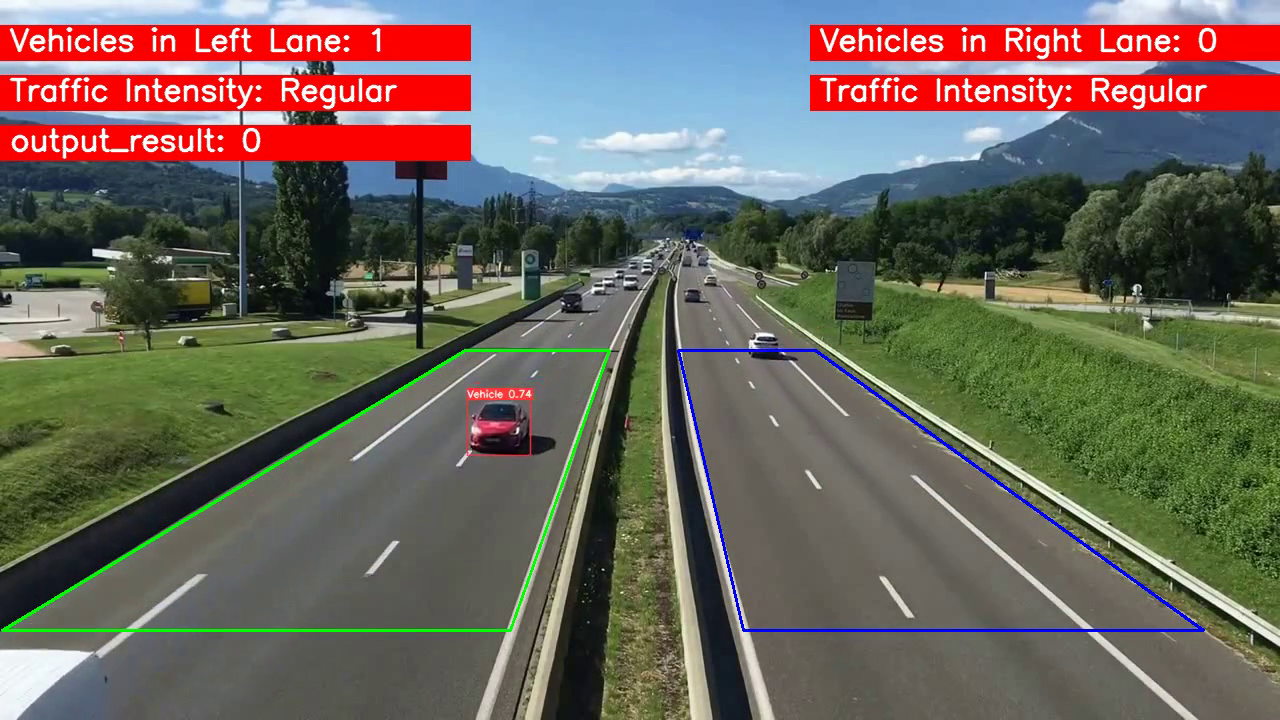 Vehicles in Left Lane: 1
Vehicles in Right Lane: 0
Traffic Intensity: Regular
Traffic Intensity: Regular
output_result: 0
Vehicle 0.74